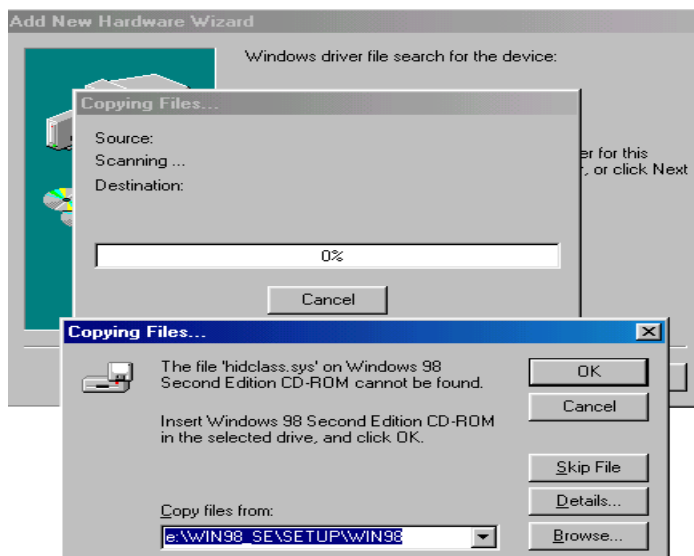 Add New Hardware Wizard
Windows driver file search for the device:
er for this
, or click Next
Copying Files...
Source:
Scanning ...
Destination:
0%
Cancel
Copying Files...
The file 'hidclass.sys' on Windows 98
Second Edition CD-ROM cannot be found.
Insert Windows 98 Second Edition CD-ROM
in the selected drive, and click OK.
Copy files from:
e:\WIN98_SE\SETUP\WIN98
OK
Cancel
Skip File
Details...
Browse...